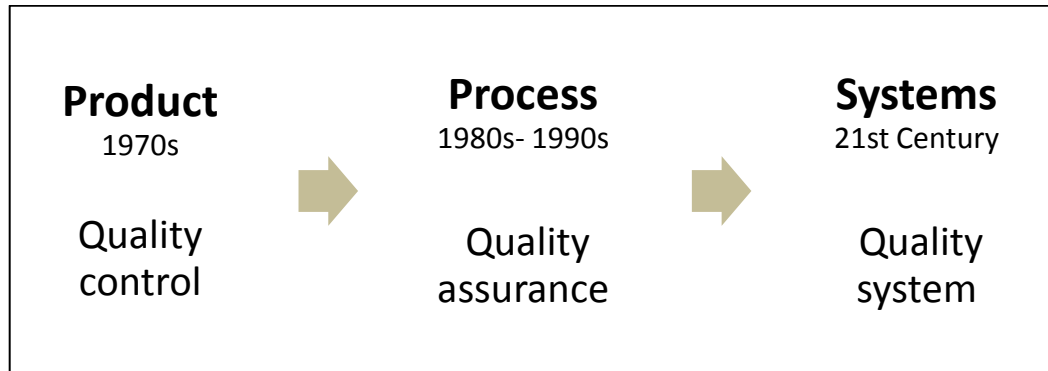 Product
1970s
Quality
control
Process
1980s- 1990s
Quality
assurance
Systems
21st Century
Quality
system